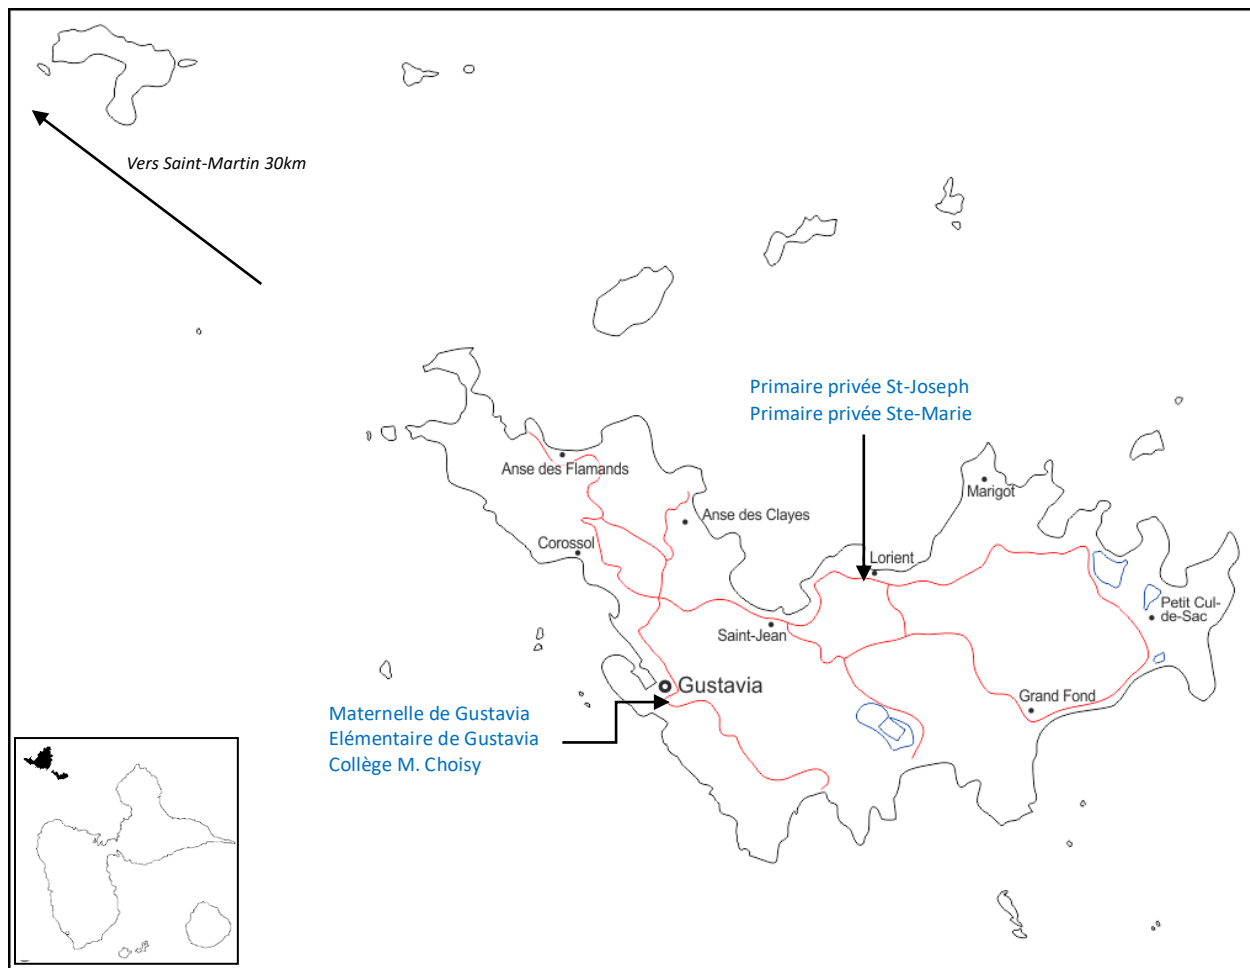 Vers Saint-Martin 30km
Primaire privée St-Joseph
Primaire privée Ste-Marie
Anse des Flamands
Marigot
Anse des Clayes
Corossol
Lorient
Petit Cul-
de-Sac
Saint-Jean
Gustavia
Grand Fond
Maternelle de Gustavia
Elémentaire de Gustavia
Collège M. Choisy